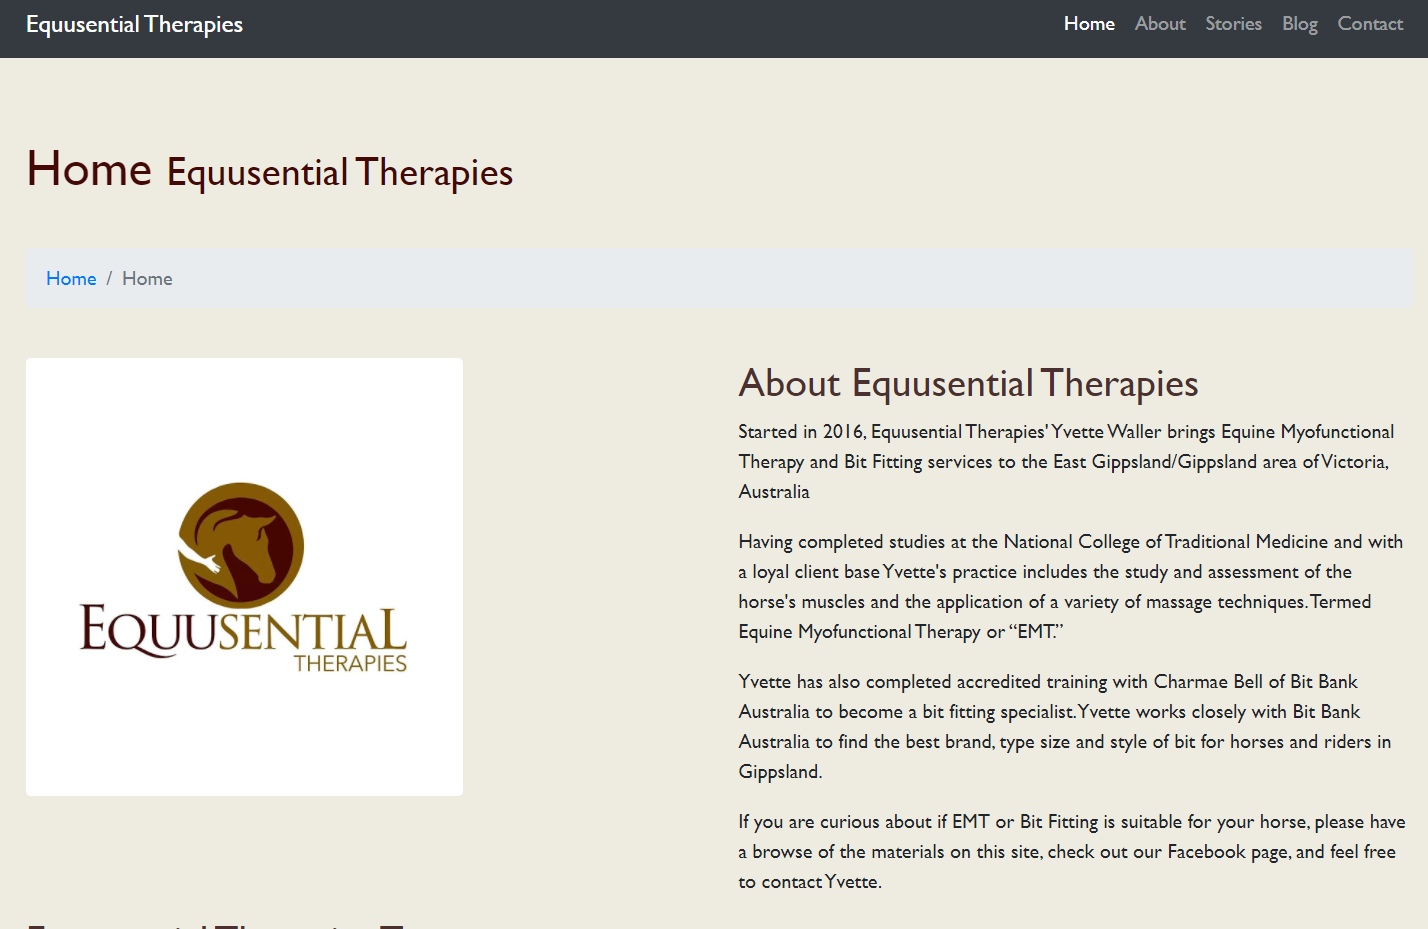 Equusential Therapies
Home About Stories Blog Contact
Home Equusential Therapies
Home / Home
EQUUSENTIAL
THERAPIES
About Equusential Therapies
Started in 2016, Equusential Therapies' Yvette Waller brings Equine Myofunctional
Therapy and Bit Fitting services to the East Gippsland/Gippsland area of Victoria,
Australia
Having completed studies at the National College of Traditional Medicine and with
a loyal client base Yvette's practice includes the study and assessment of the
horse's muscles and the application of a variety of massage techniques. Termed
Equine Myofunctional Therapy or “EMT.”
Yvette has also completed accredited training with Charmae Bell of Bit Bank
Australia to become a bit fitting specialist. Yvette works closely with Bit Bank
Australia to find the best brand, type size and style of bit for horses and riders in
Gippsland.
If you are curious about if EMT or Bit Fitting is suitable for your horse, please have
a browse of the materials on this site, check out our Facebook page, and feel free
to contact Yvette.